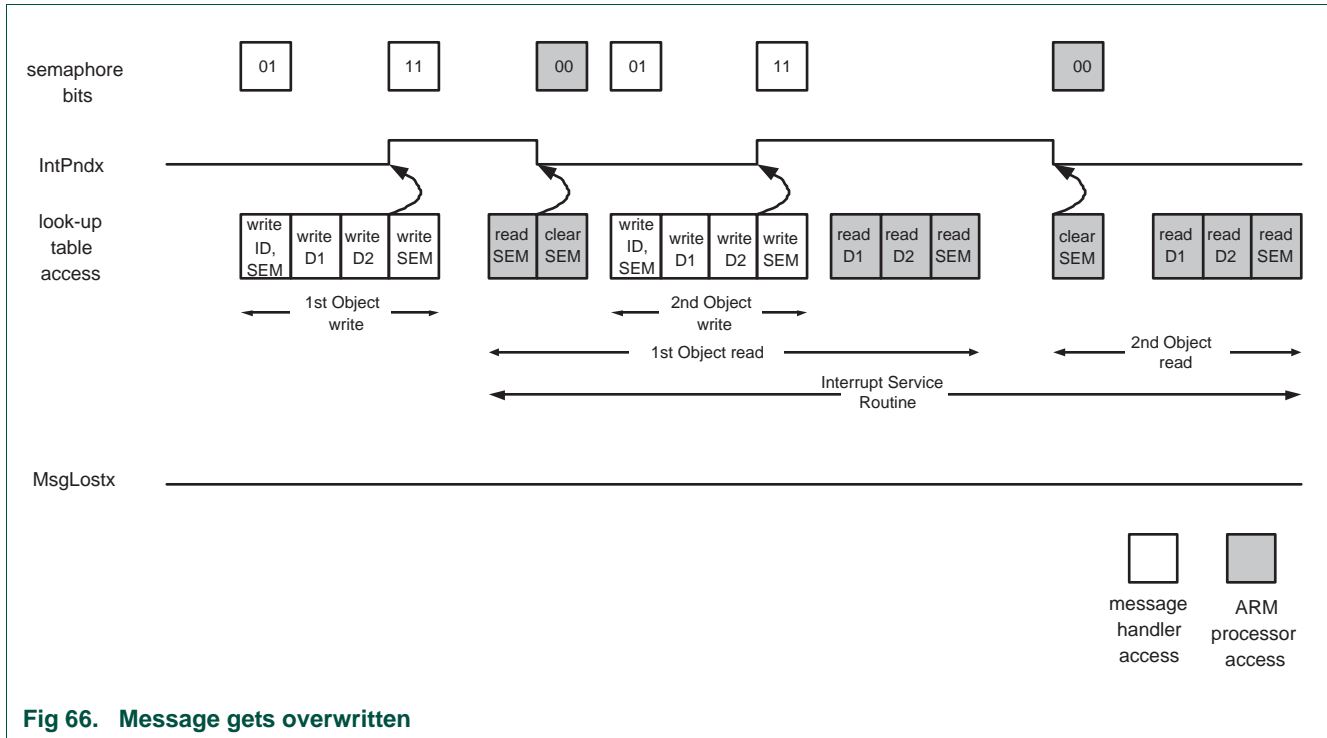 semaphore
bits
01
11
00
01
11
00
IntPndx
look-up
table
access
write
ID,
SEM
write
D1
write
D2
write
SEM
read
SEM
clear
SEM
write
ID,
SEM
write
D1
write
D2
write
SEM
read
D1
read
D2
read
SEM
clear
SEM
read
D1
read
D2
read
SEM
1st Object
write
2nd Object
write
1st Object read
2nd Object
read
Interrupt Service
Routine
MsgLostx
message
handler
access
ARM
processor
access
Fig 66. Message gets overwritten